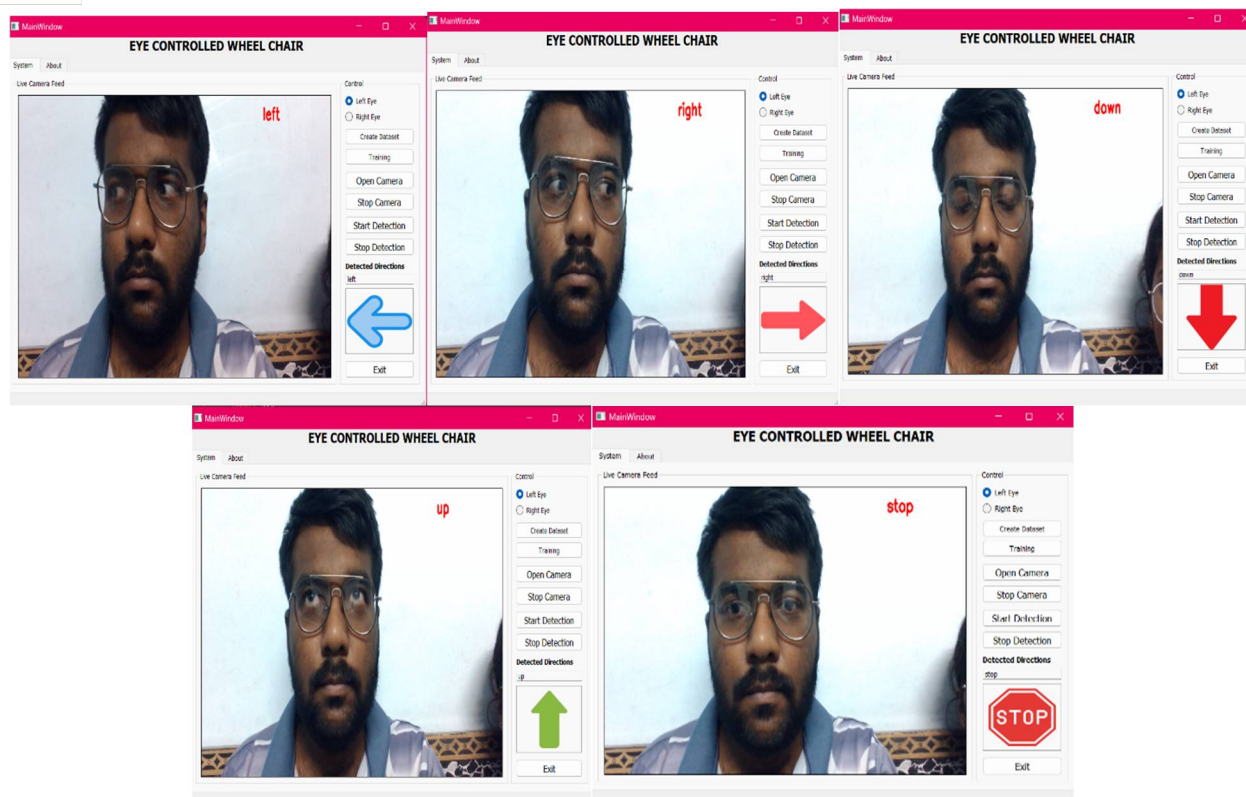 MainWindow
EYE CONTROLLED WHEEL CHAIR
System About
Live Camera Feed
Control
left
Left Eye
Right Eye
Create Dataset
Training
Open Camera
Stop Camera
Start Detection
Stop Detection
Detected Directions
left
Exit
MainWindow
EYE CONTROLLED WHEEL CHAIR
System About
Live Camera Feed
Control
right
Left Eye
Right Eye
Create Dataset
Training
Open Camera
Stop Camera
Start Detection
Stop Detection
Detected Directions
right
Exit
MainWindow
EYE CONTROLLED WHEEL CHAIR
System About
Live Camera Feed
Control
down
Left Eye
Right Eye
Create Dataset
Training
Open Camera
Stop Camera
Start Detection
Stop Detection
Detected Directions
down
Exit
MainWindow
EYE CONTROLLED WHEEL CHAIR
System About
Live Camera Feed
Control
up
Left Eye
Right Eye
Create Dataset
Training
Open Camera
Stop Camera
Start Detection
Stop Detection
Detected Directions
up
Exit
MainWindow
EYE CONTROLLED WHEEL CHAIR
System About
Live Camera Feed
Control
stop
Left Eye
Right Eye
Create Dataset
Training
Open Camera
Stop Camera
Start Detection
Stop Detection
Detected Directions
stop
STOP
Exit